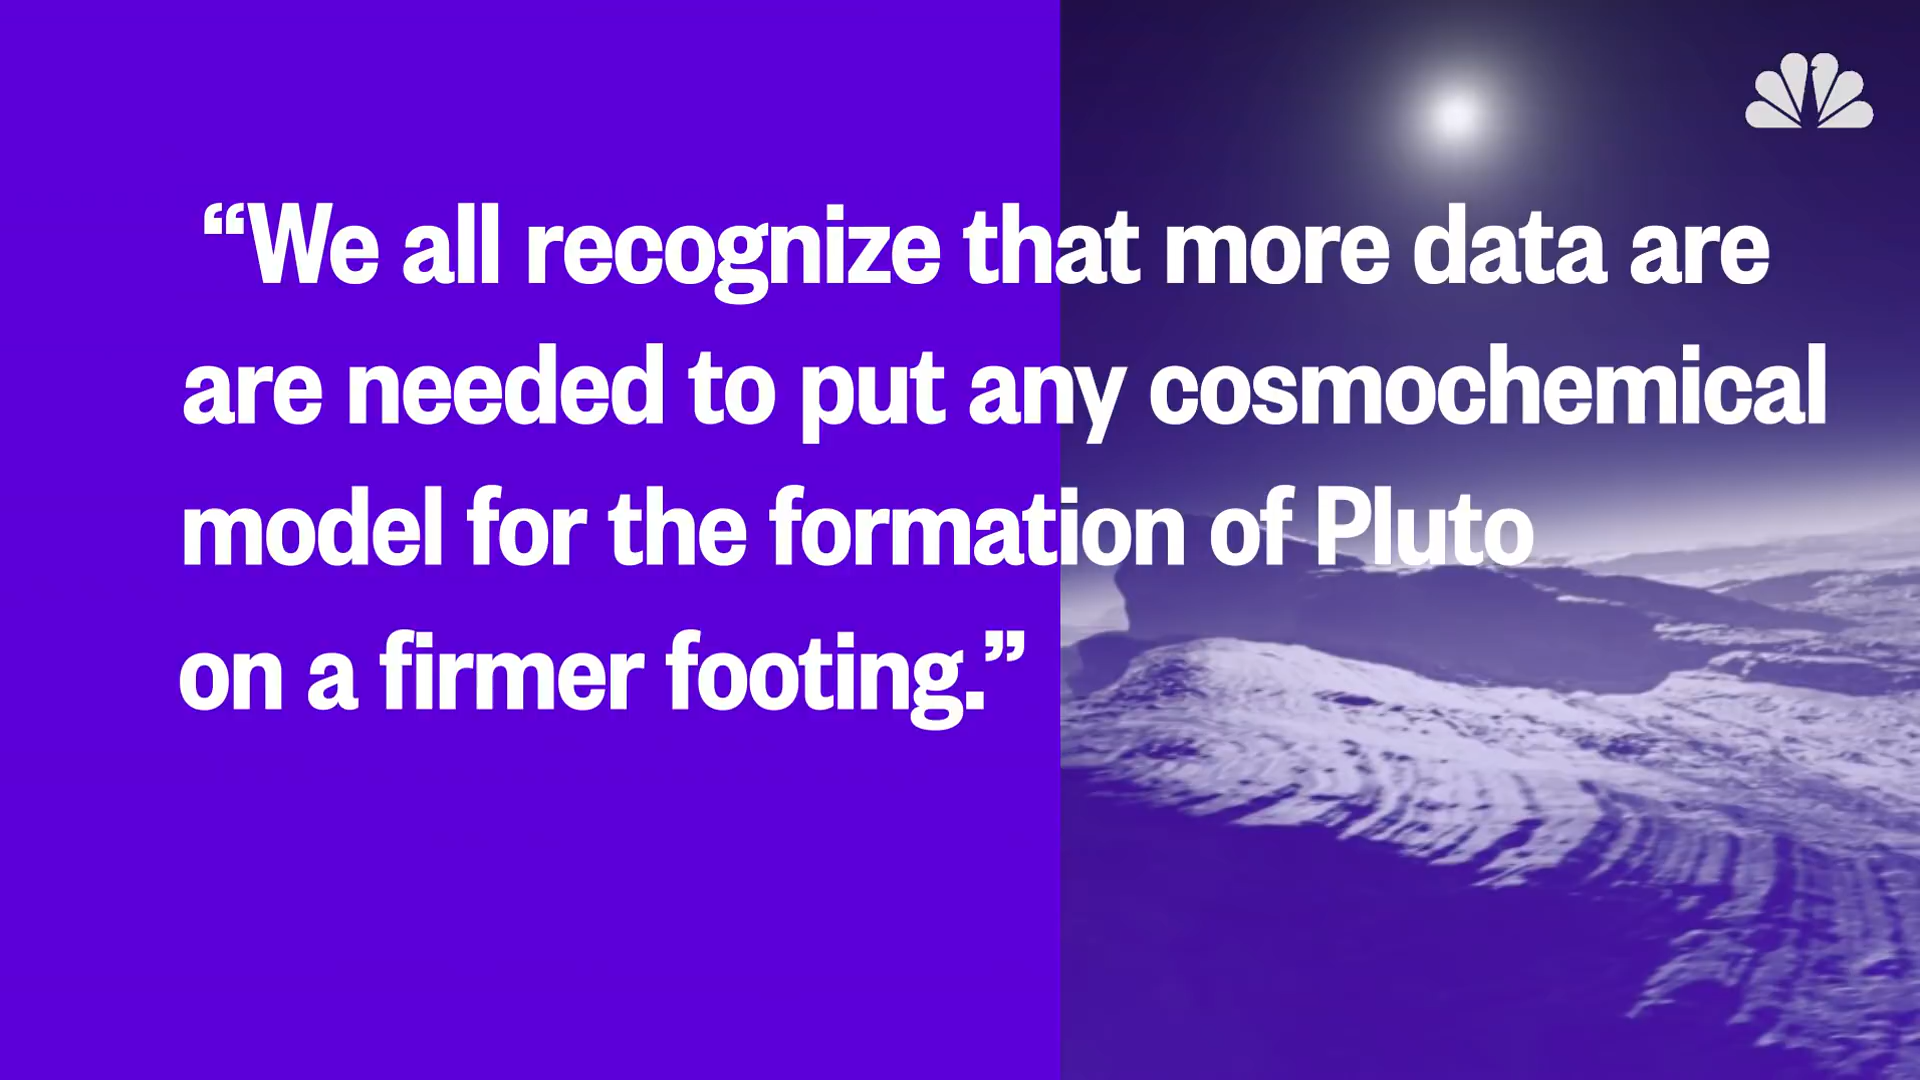 “We all recognize that more data are
are needed to put any cosmochemical
model for the formation of Pluto
on a firmer footing.”